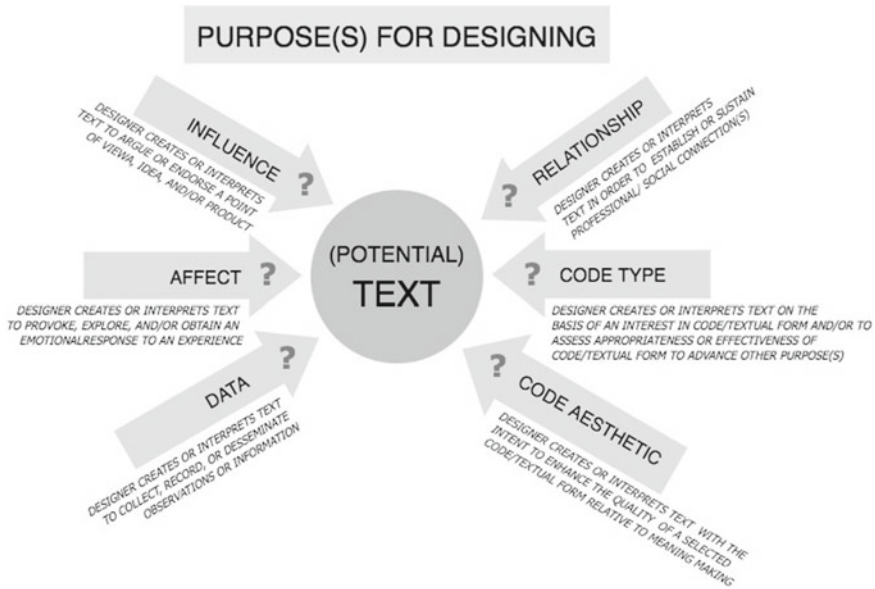 PURPOSE(S) FOR DESIGNING
INFLUENCE
?
DESIGNER CREATES OR INTERPRETS
TEXT TO ARGUE OR ENDORSE A POINT
OF VIEWA, IDEA, AND/OR PRODUCT
RELATIONSHIP
?
DESIGNER CREATES OR INTERPRETS
TEXT IN ORDER TO ESTABLISH OR SUSTAIN
PROFESSIONAL/ SOCIAL CONNECTION(S)
(POTENTIAL)
TEXT
AFFECT ?
DESIGNER CREATES OR INTERPRETS TEXT
TO PROVOKE, EXPLORE, AND/OR OBTAIN AN
EMOTIONALRESPONSE TO AN EXPERIENCE
? CODE TYPE
DESIGNER CREATES OR INTERPRETS TEXT ON THE
BASIS OF AN INTEREST IN CODE/TEXTUAL FORM AND/OR TO
ASSESS APPROPRIATENESS OR EFFECTIVENESS OF
CODE/TEXTUAL FORM TO ADVANCE OTHER PURPOSE(S)
DATA
?
DESIGNER CREATES OR INTERPRETS TEXT
TO COLLECT, RECORD, OR DESSEMINATE
OBSERVATIONS OR INFORMATION
?
CODE AESTHETIC
DESIGNER CREATES OR INTERPRETS TEXT WITH THE
INTENT TO ENHANCE THE QUALITY OF A SELECTED
CODE/TEXTUAL FORM RELATIVE TO MEANING MAKING